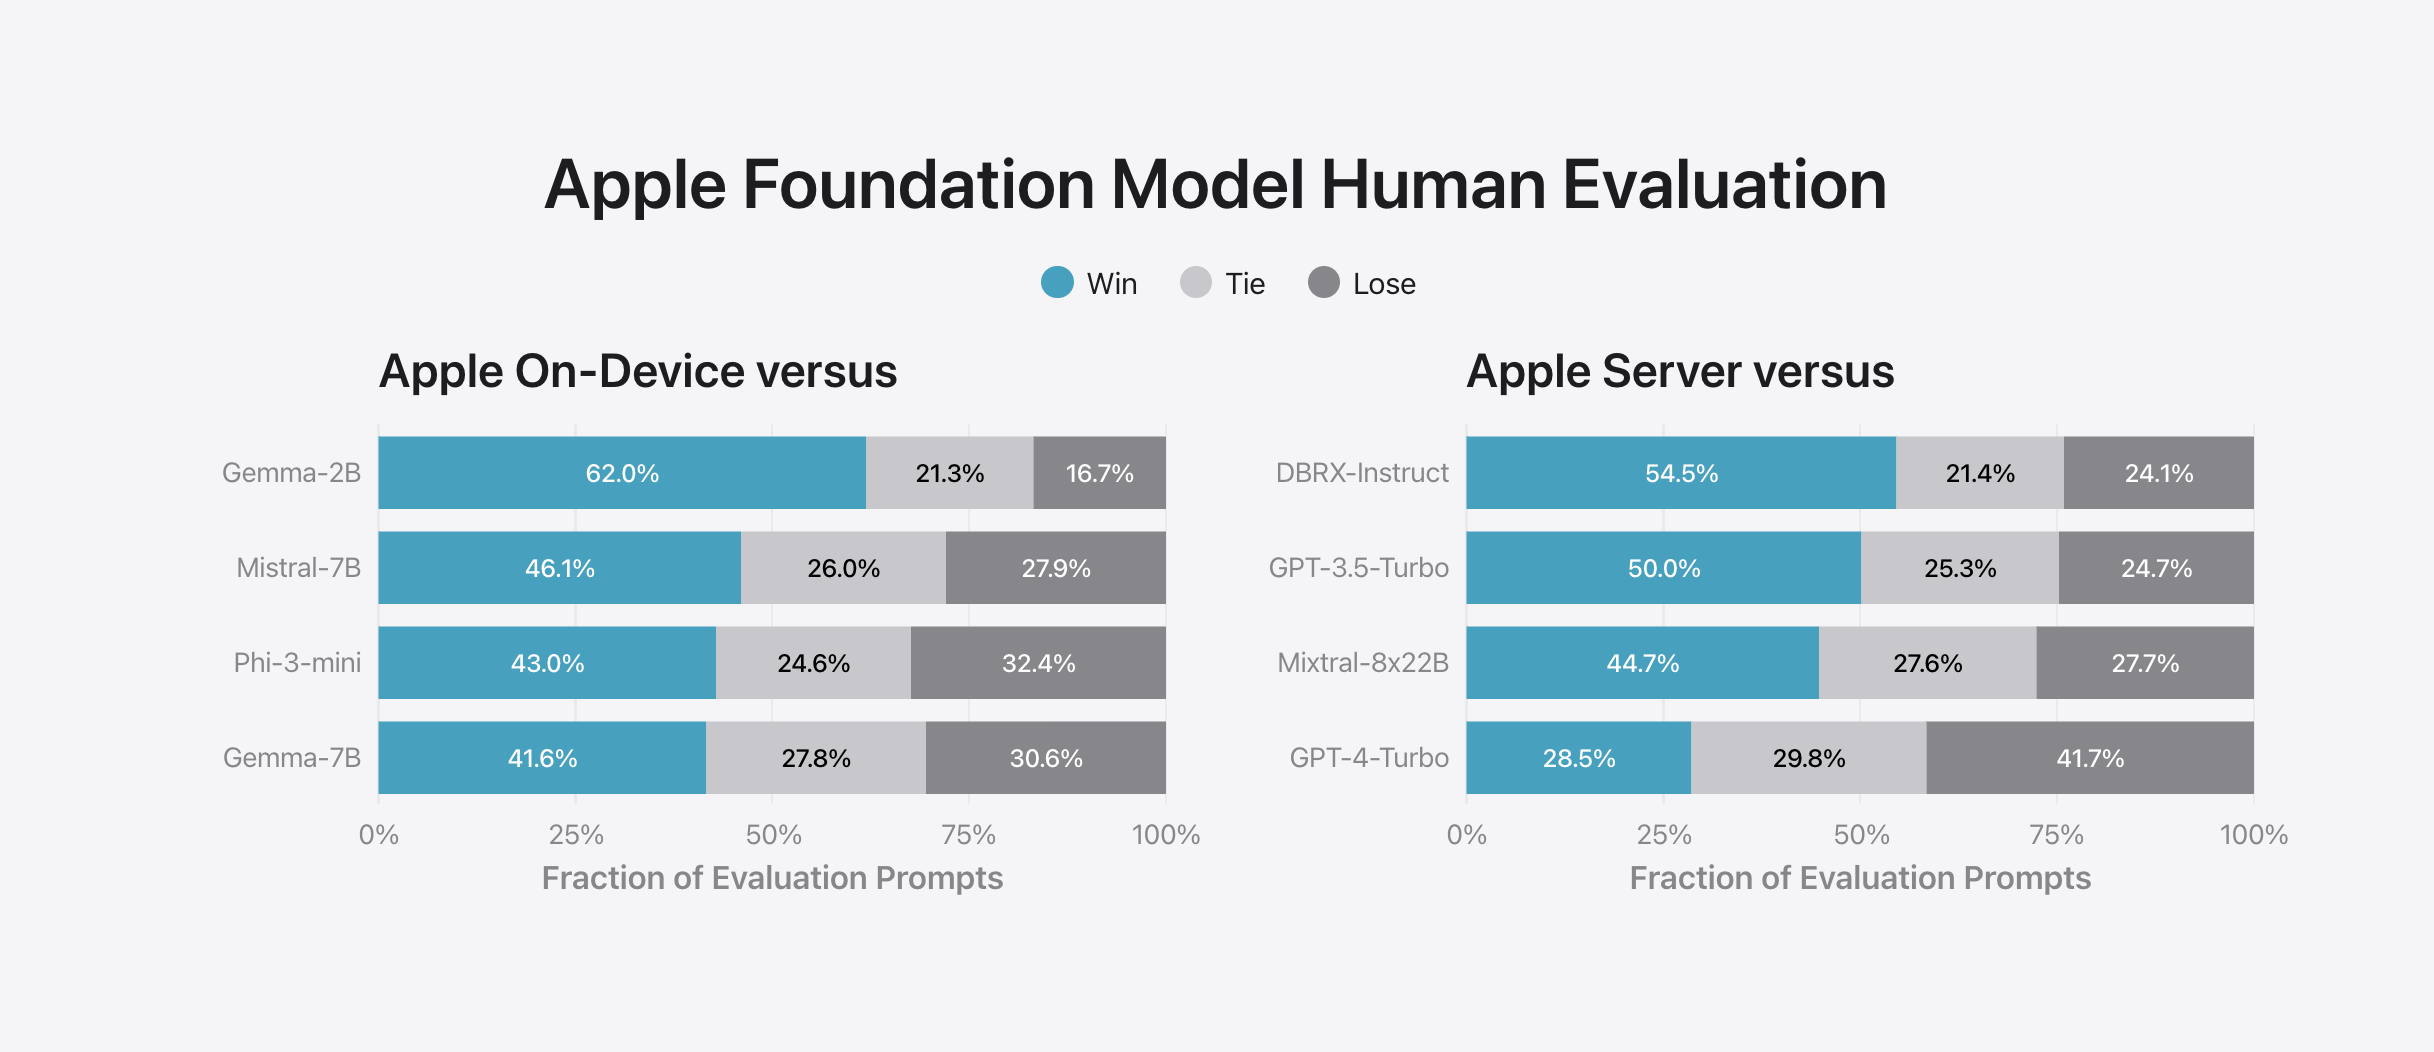 Apple Foundation Model Human Evaluation
Win Tie Lose
Apple On-Device versus
Gemma-2B 62.0% 21.3% 16.7%
Mistral-7B 46.1% 26.0% 27.9%
Phi-3-mini 43.0% 24.6% 32.4%
Gemma-7B 41.6% 27.8% 30.6%
0% 25% 50% 75% 100%
Fraction of Evaluation Prompts
Apple Server versus
DBRX-Instruct 54.5% 21.4% 24.1%
GPT-3.5-Turbo 50.0% 25.3% 24.7%
Mixtral-8x22B 44.7% 27.6% 27.7%
GPT-4-Turbo 28.5% 29.8% 41.7%
0% 25% 50% 75% 100%
Fraction of Evaluation Prompts